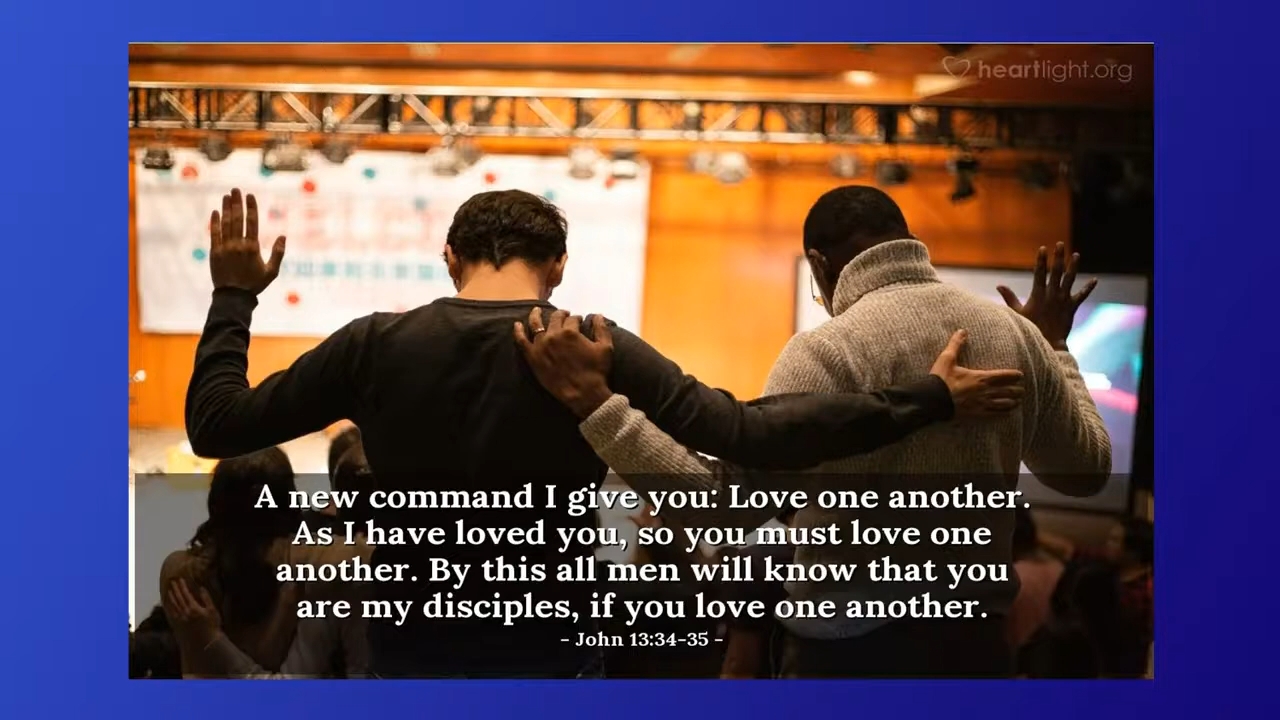 heartlight.org
A new command I give you: Love one another.
As I have loved you, so you must love one
another. By this all men will know that you
are my disciples, if you love one another.
- John 13:34-35 -